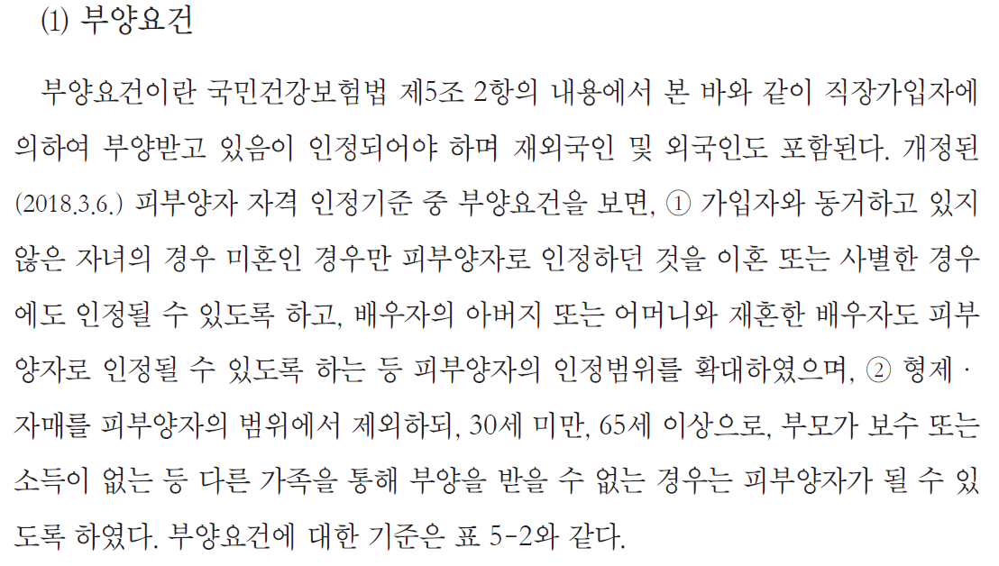 (1) 부양요건
부양요건이란 국민건강보험법 제5조 2항의 내용에서 본 바와 같이 직장가입자에
의하여 부양받고 있음이 인정되어야 하며 재외국인 및 외국인도 포함된다. 개정된
(2018.3.6.) 피부양자 자격 인정기준 중 부양요건을 보면, ① 가입자와 동거하고 있지
않은 자녀의 경우 미혼인 경우만 피부양자로 인정하던 것을 이혼 또는 사별한 경우
에도 인정될 수 있도록 하고, 배우자의 아버지 또는 어머니와 재혼한 배우자도 피부
양자로 인정될 수 있도록 하는 등 피부양자의 인정범위를 확대하였으며, ② 형제 ·
자매를 피부양자의 범위에서 제외하되, 30세 미만, 65세 이상으로, 부모가 보수 또는
소득이 없는 등 다른 가족을 통해 부양을 받을 수 없는 경우는 피부양자가 될 수 있
도록 하였다. 부양요건에 대한 기준은 표 5-2와 같다.